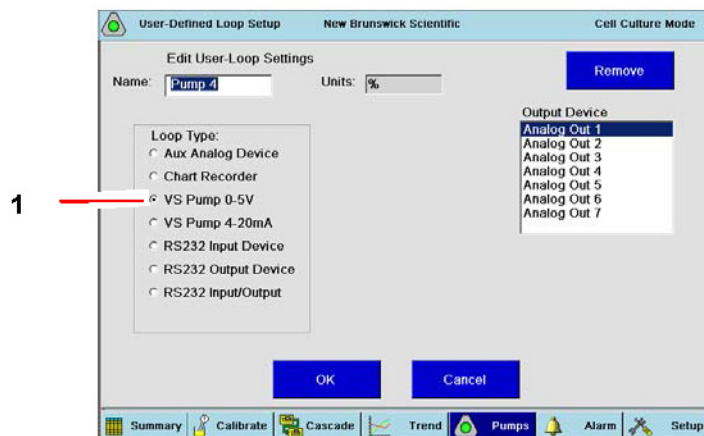 User-Defined Loop Setup New Brunswick Scientific Cell Culture Mode
Edit User-Loop Settings
Name: Pump 4 Units: %
Remove
Output Device
Analog Out 1
Analog Out 2
Analog Out 3
Analog Out 4
Analog Out 5
Analog Out 6
Analog Out 7
Loop Type:
Aux Analog Device
Chart Recorder
1
VS Pump 0-5V
VS Pump 4-20mA
RS232 Input Device
RS232 Output Device
RS232 Input/Output
OK Cancel
Summary Calibrate Cascade Trend Pumps Alarm Setup